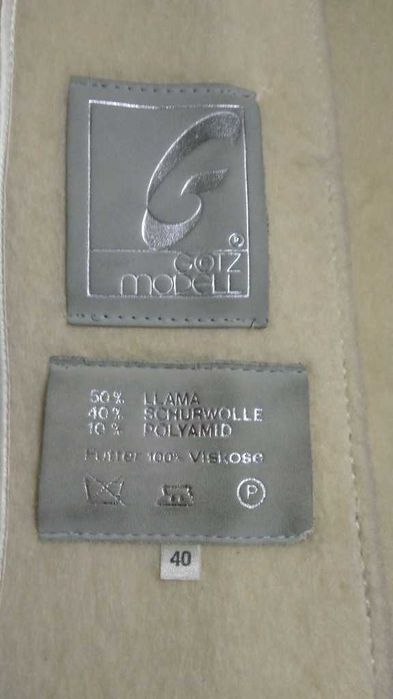 P
GÖTZ
MODELL
50% LLAMA
40% SCHURWOLLE
10% POLYAMID
Futter 100% Viskose
P
40